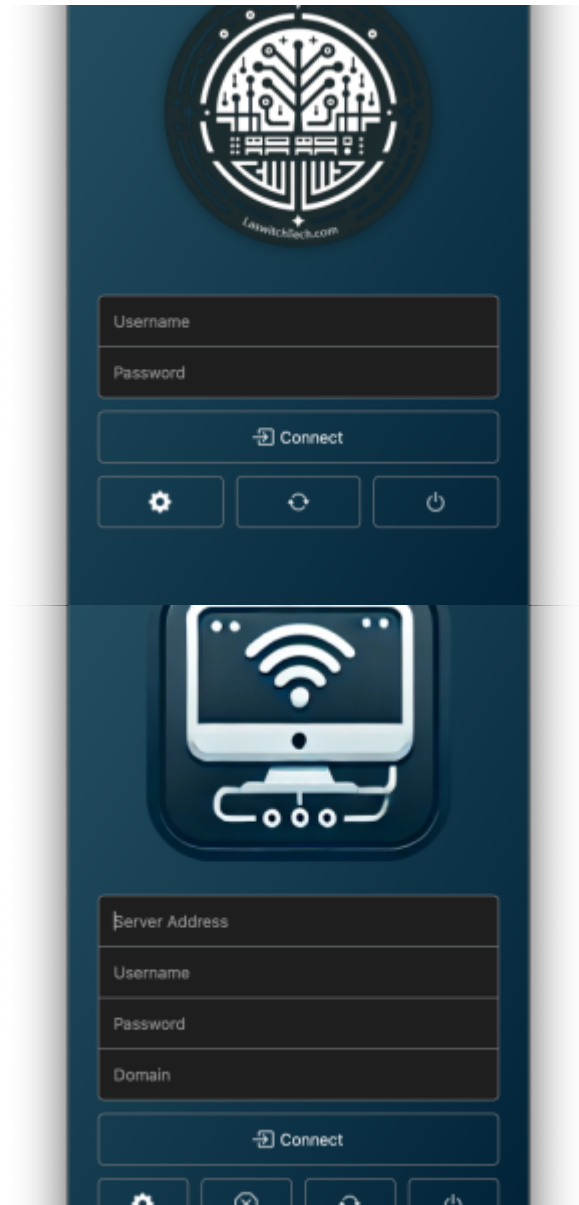 LaswitchTech.com
Username
Password
Connect
Server Address
Username
Password
Domain
Connect